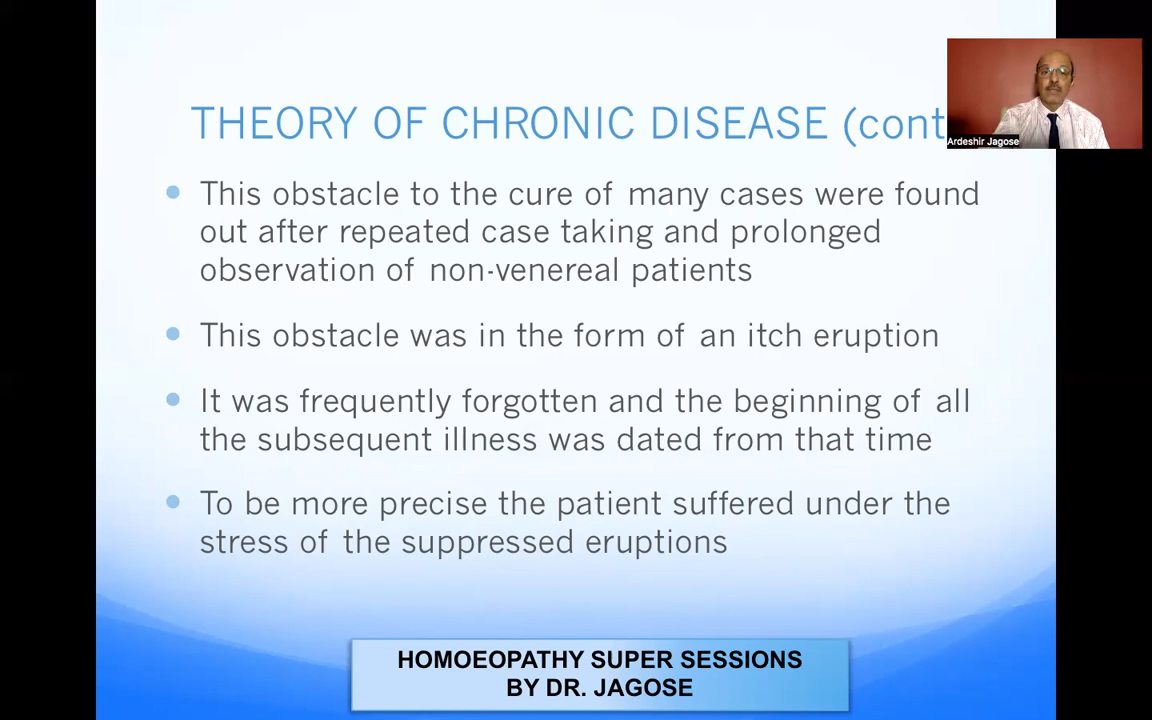 THEORY OF CHRONIC DISEASE (cont
Ardeshir Jagose
This obstacle to the cure of many cases were found
out after repeated case taking and prolonged
observation of non-venereal patients
This obstacle was in the form of an itch eruption
It was frequently forgotten and the beginning of all
the subsequent illness was dated from that time
To be more precise the patient suffered under the
stress of the suppressed eruptions
HOMOEOPATHY SUPER SESSIONS
BY DR. JAGOSE